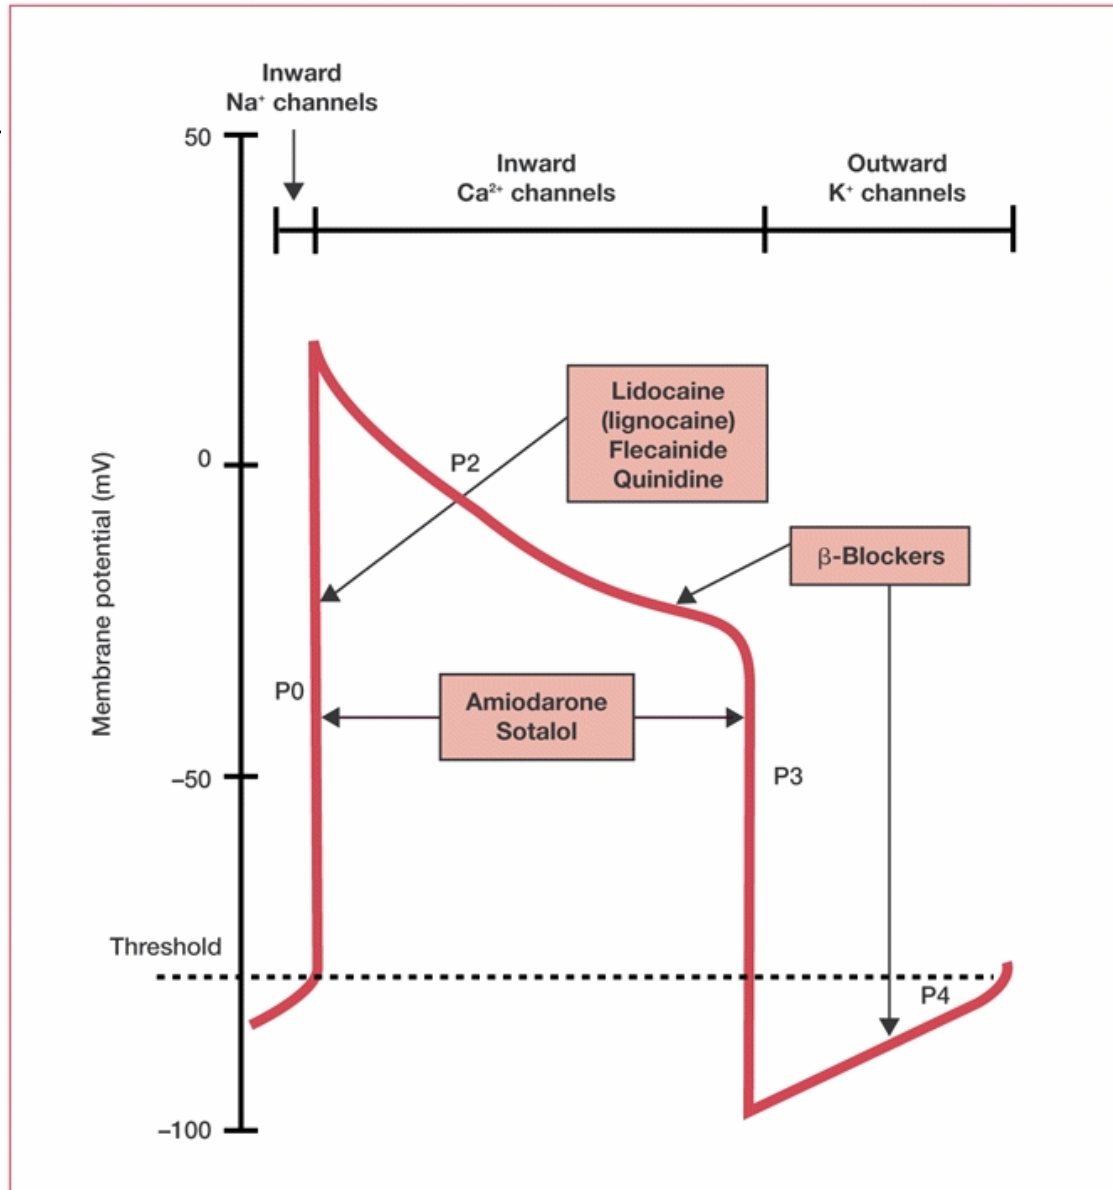 Inward
Na⁺ channels
50
Inward
Ca²⁺ channels
Outward
K⁺ channels
Lidocaine
(lignocaine)
Flecainide
Quinidine
0
P2
β-Blockers
Membrane potential (mV)
P0
Amiodarone
Sotalol
–50
P3
Threshold
P4
–100